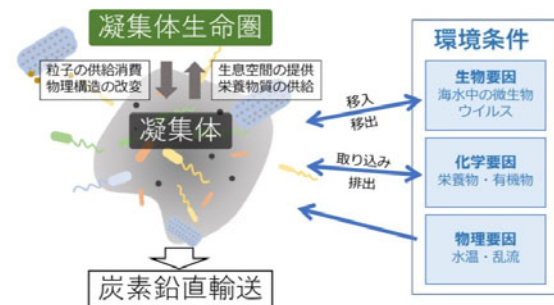 凝集体生命圏
粒子の供給消費
物理構造の改変
生息空間の提供
栄養物質の供給
凝集体
炭素鉛直輸送
移入
移出
取り込み
排出
環境条件
生物要因
海水中の微生物
ウイルス
化学要因
栄養物・有機物
物理要因
水温・乱流